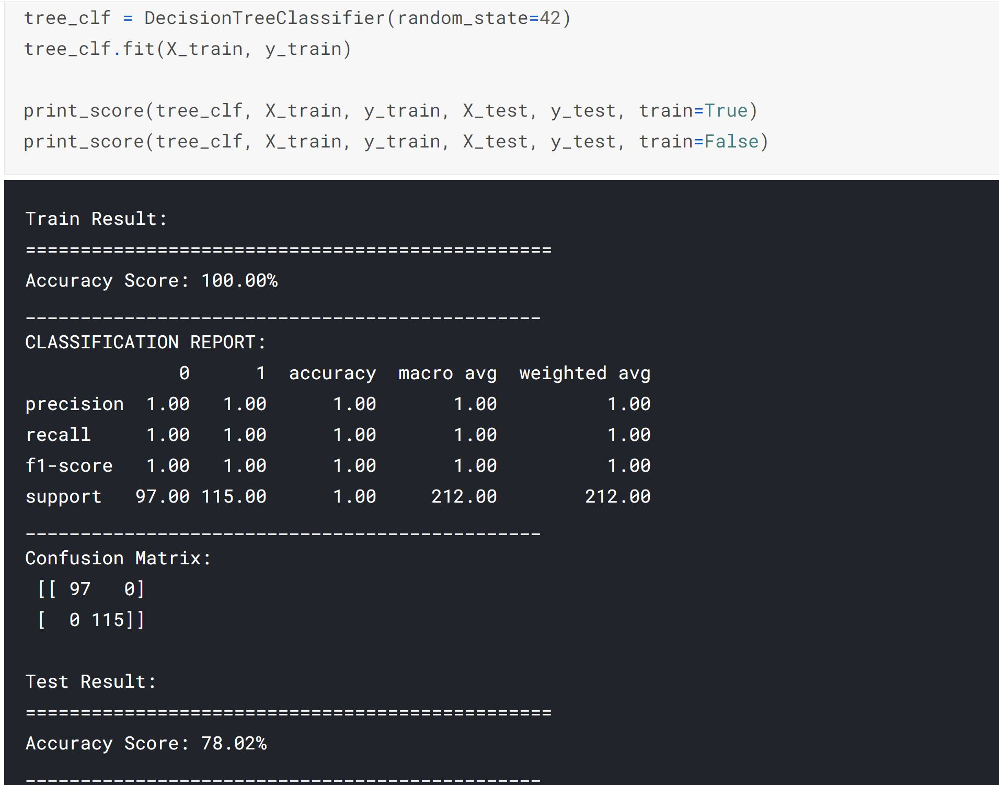 tree_clf = DecisionTreeClassifier(random_state=42)
tree_clf.fit(X_train, y_train)
print_score(tree_clf, X_train, y_train, X_test, y_test, train=True)
print_score(tree_clf, X_train, y_train, X_test, y_test, train=False)
Train Result:
================================================
Accuracy Score: 100.00%
_______________________________________________
CLASSIFICATION REPORT:
              0      1  accuracy  macro avg  weighted avg
precision  1.00   1.00      1.00       1.00          1.00
recall     1.00   1.00      1.00       1.00          1.00
f1-score   1.00   1.00      1.00       1.00          1.00
support   97.00 115.00      1.00     212.00        212.00
_______________________________________________
Confusion Matrix:
 [[ 97   0]
 [  0 115]]
Test Result:
================================================
Accuracy Score: 78.02%
_______________________________________________